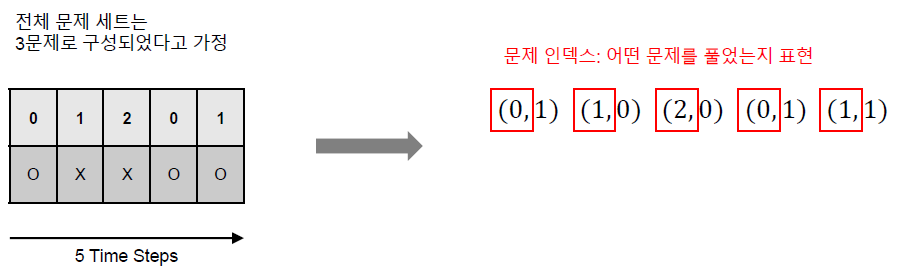 전체 문제 세트는
3문제로 구성되었다고 가정
문제 인덱스: 어떤 문제를 풀었는지 표현
0 1 2 0 1
O X X O O
(0,1) (1,0) (2,0) (0,1) (1,1)
5 Time Steps